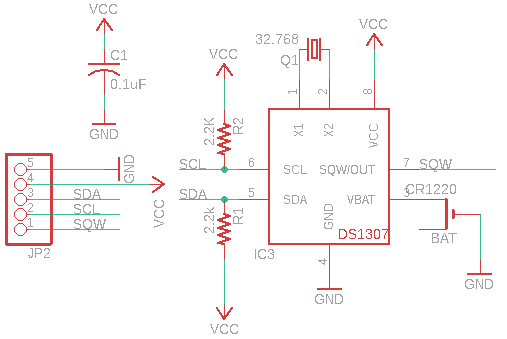 VCC
C1
0.1uF
GND
VCC
2.2K
R2
32.768
Q1
VCC
1
2
8
X1
X2
VCC
SCL
6
SCL
SQW/OUT
7
SQW
SDA
5
SDA
VBAT
3
CR1220
GND
DS1307
BAT
2.2k
R1
IC3
4
GND
GND
VCC
5
GND
4
VCC
3
SDA
2
SCL
1
SQW
JP2